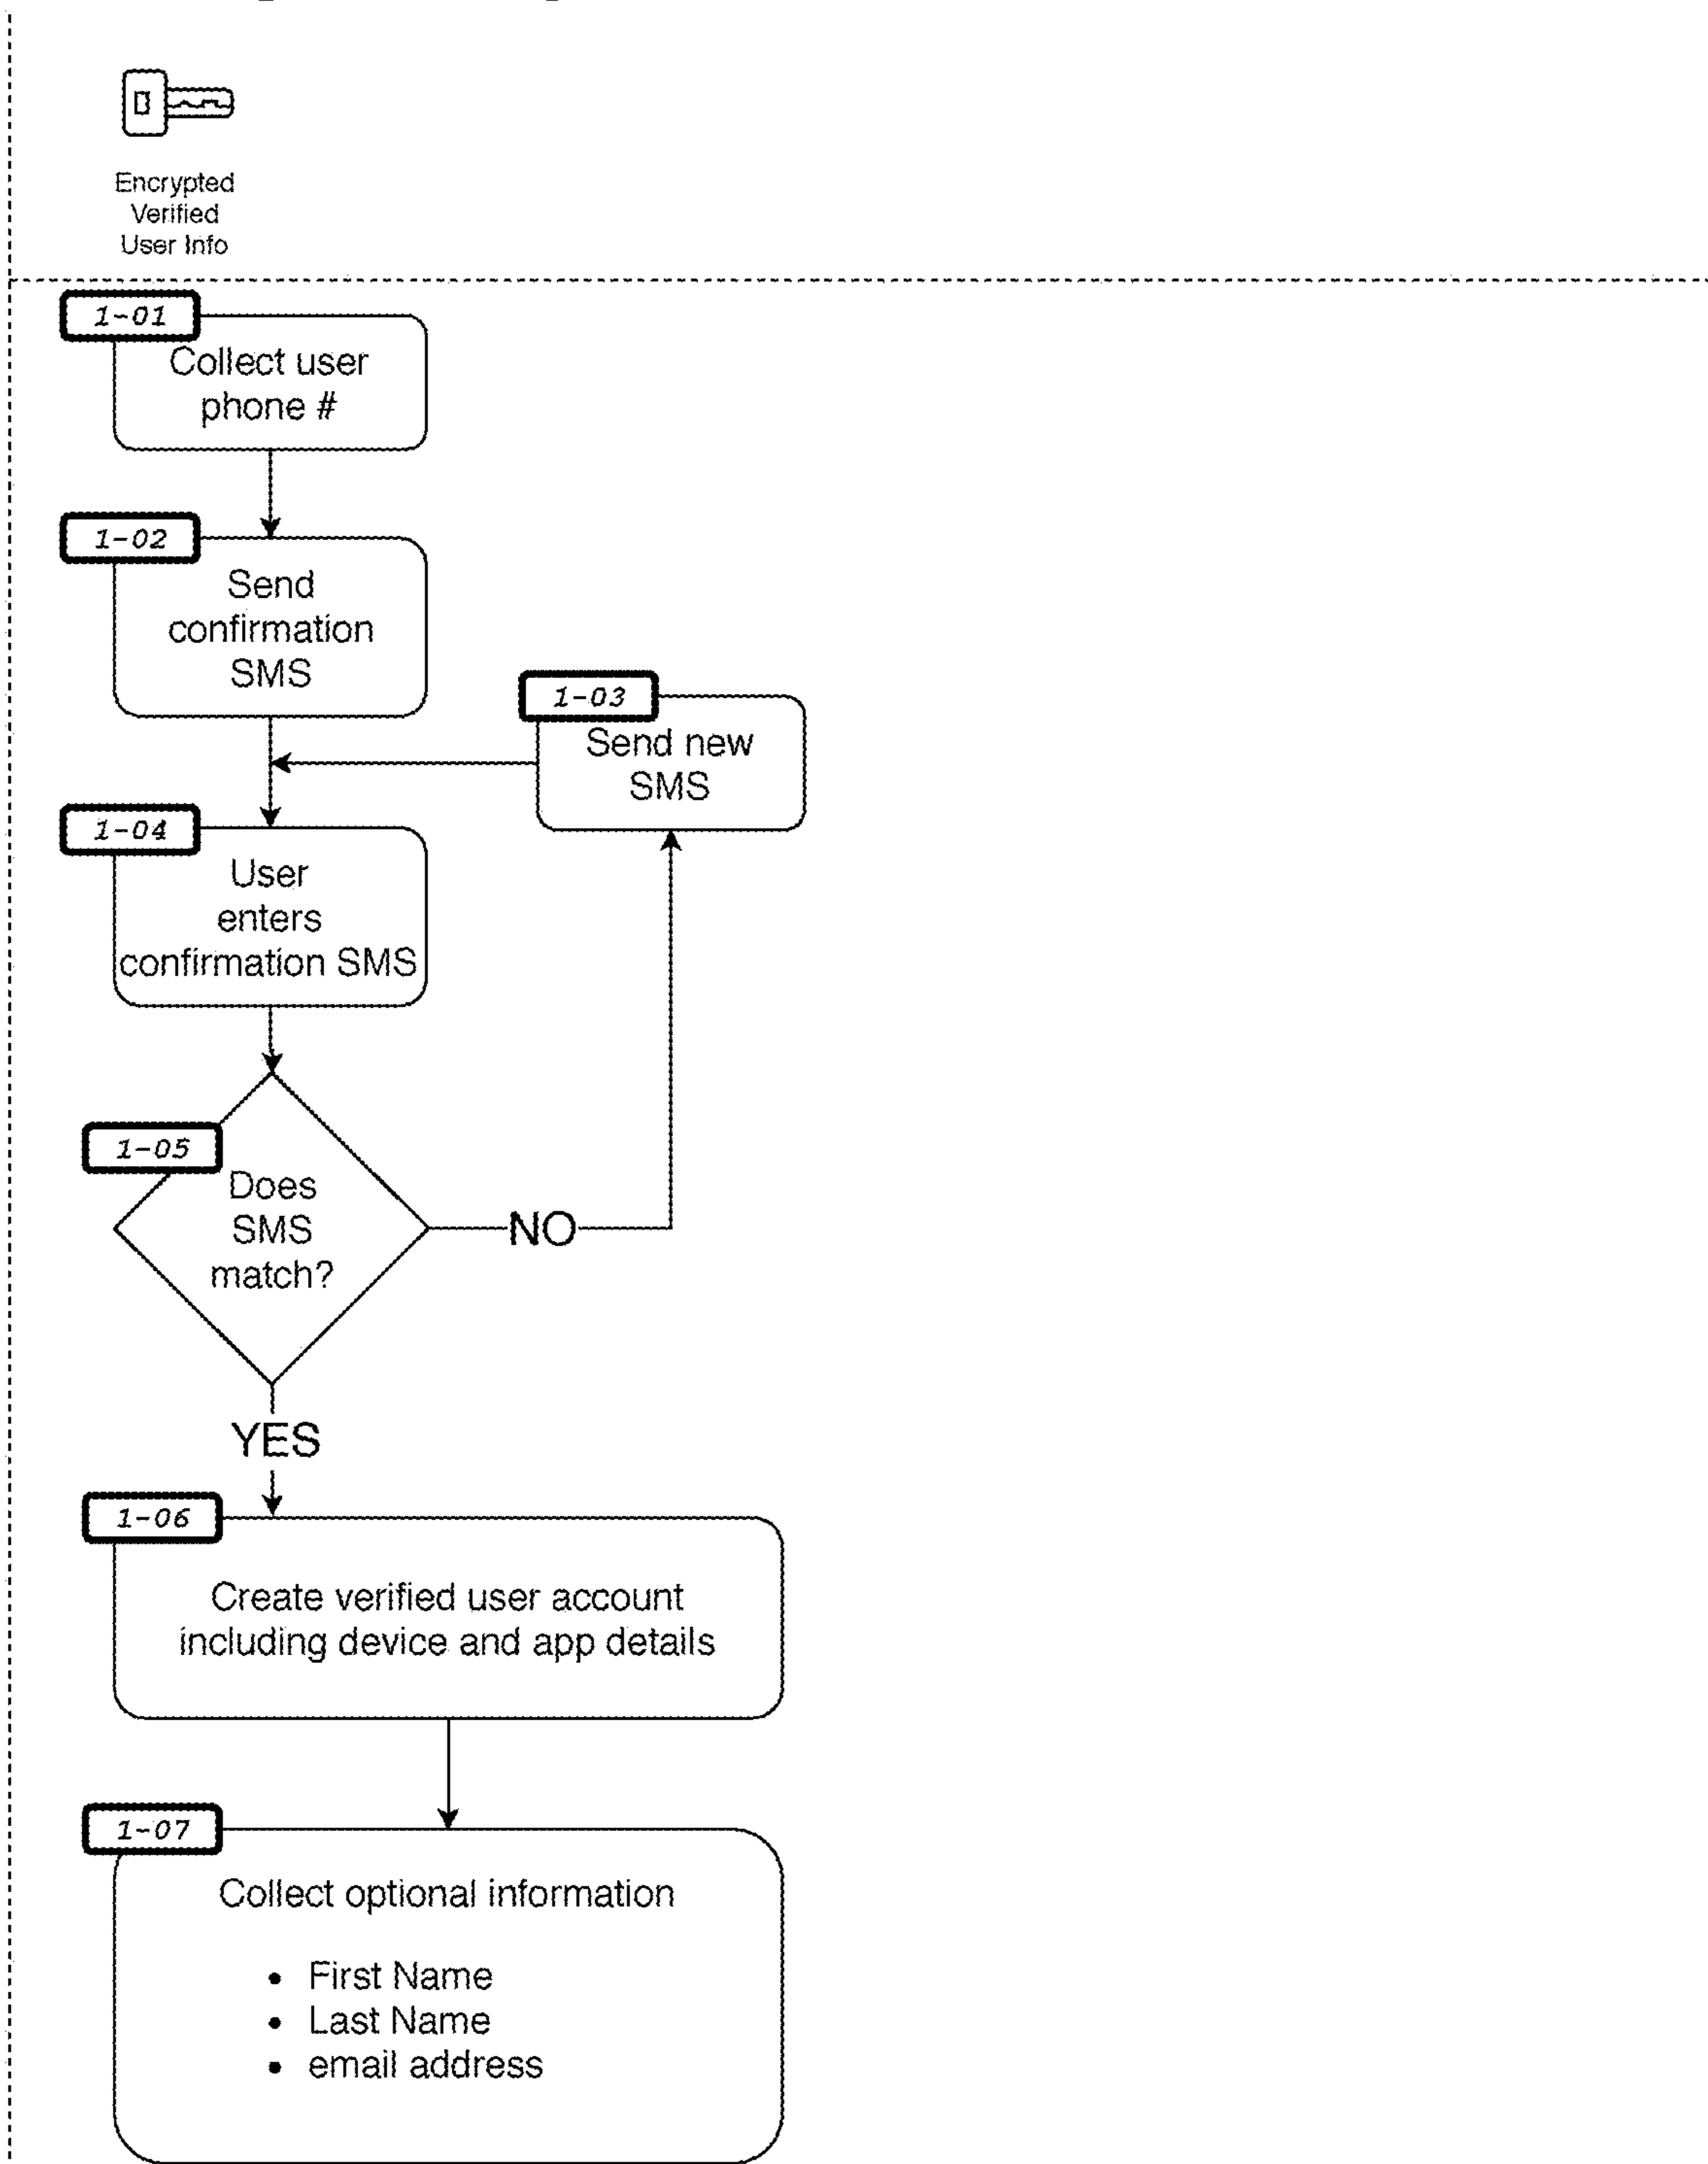 Encrypted
Verified
User Info
1-01
Collect user
phone #
1-02
Send
confirmation
SMS
1-03
Send new
SMS
1-04
User
enters
confirmation SMS
1-05
Does
SMS
match?
NO
YES
1-06
Create verified user account
including device and app details
1-07
Collect optional information
• First Name
• Last Name
• email address